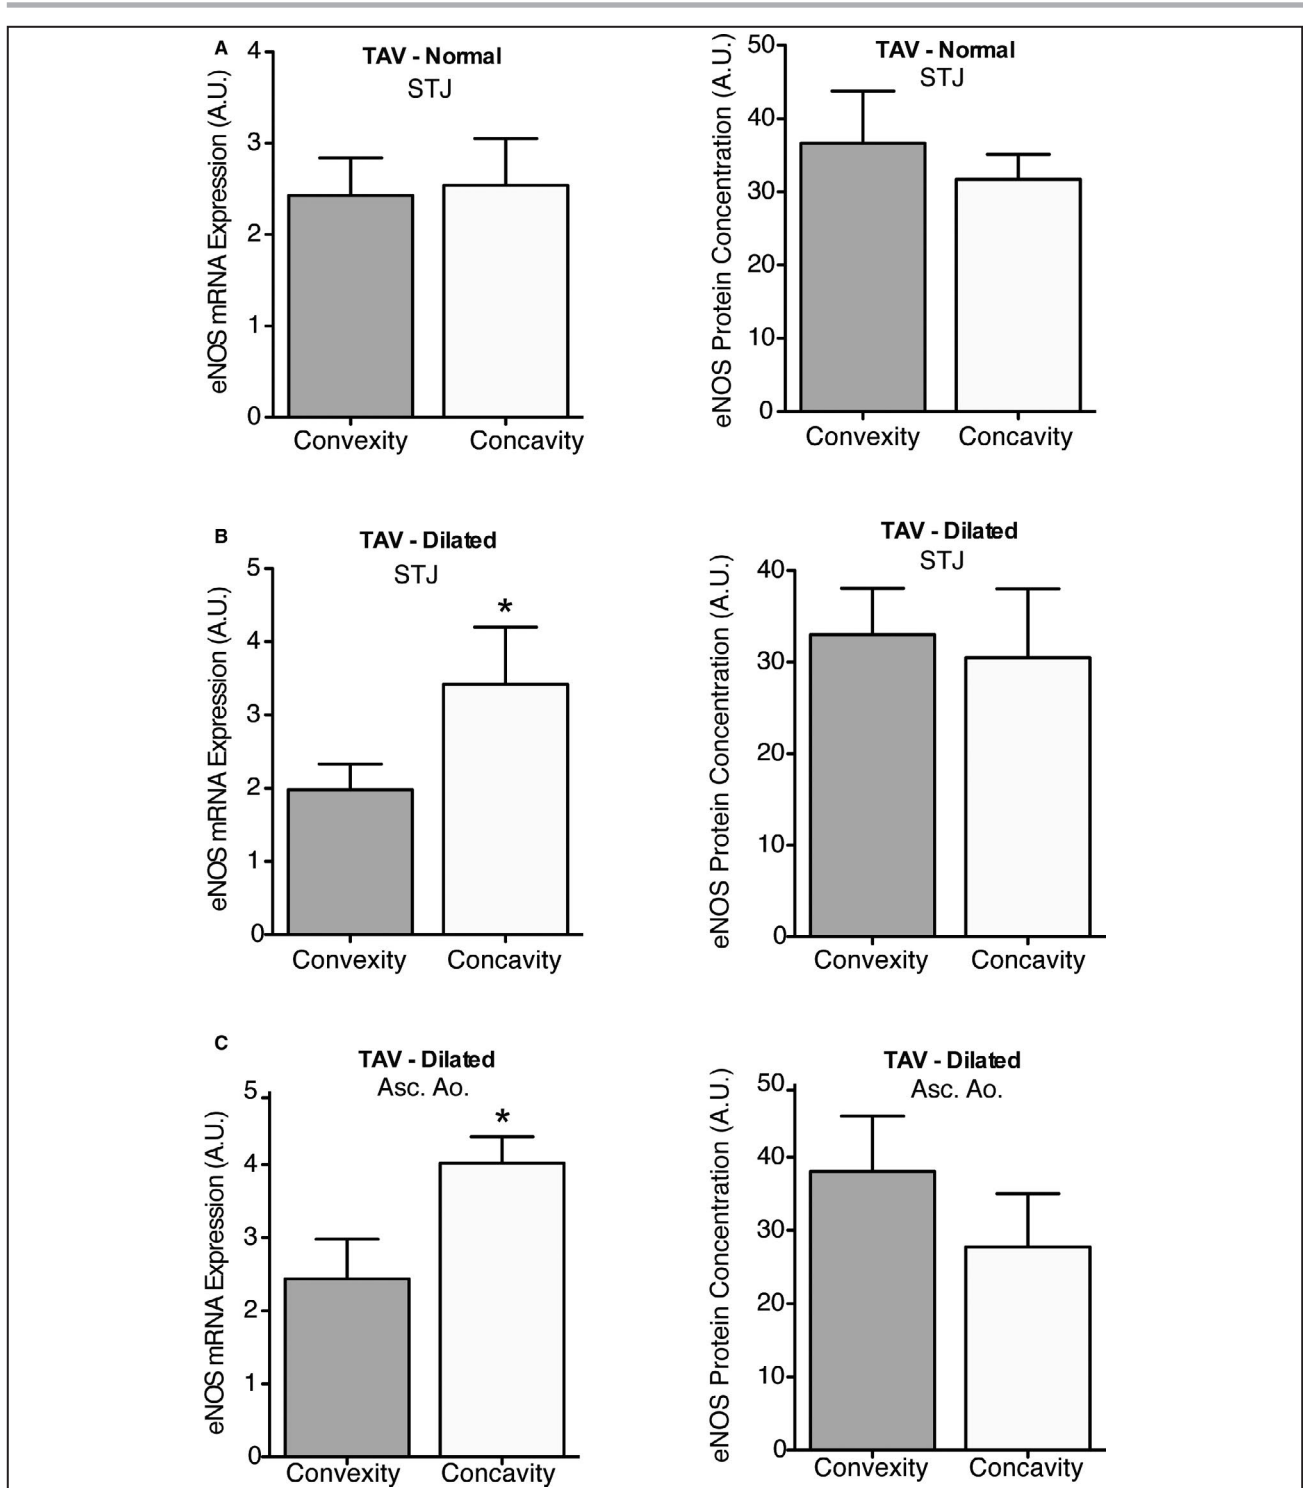 A
TAV - Normal
STJ
eNOS mRNA Expression (A.U.)
4
3
2
1
0
Convexity Concavity
TAV - Normal
STJ
eNOS Protein Concentration (A.U.)
50
40
30
20
10
0
Convexity Concavity
B
TAV - Dilated
STJ
eNOS mRNA Expression (A.U.)
5
4
3
2
1
0
*
Convexity Concavity
TAV - Dilated
STJ
eNOS Protein Concentration (A.U.)
40
30
20
10
0
Convexity Concavity
C
TAV - Dilated
Asc. Ao.
eNOS mRNA Expression (A.U.)
5
4
3
2
1
0
*
Convexity Concavity
TAV - Dilated
Asc. Ao.
eNOS Protein Concentration (A.U.)
50
40
30
20
10
0
Convexity Concavity